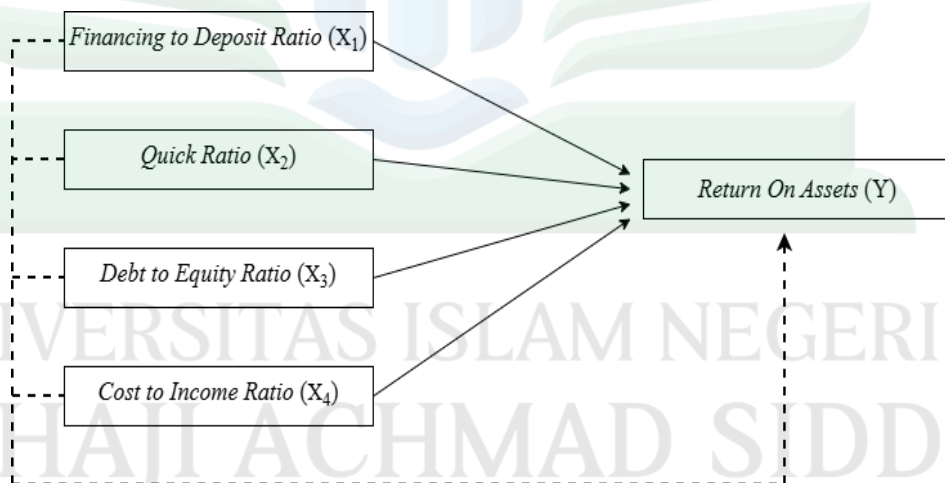 Financing to Deposit Ratio (X₁)
Quick Ratio (X₂)
Return On Assets (Y)
Debt to Equity Ratio (X₃)
VERSITAS ISLAM NEGERI
Cost to Income Ratio (X₄)
HAJI ACHMAD SIDD